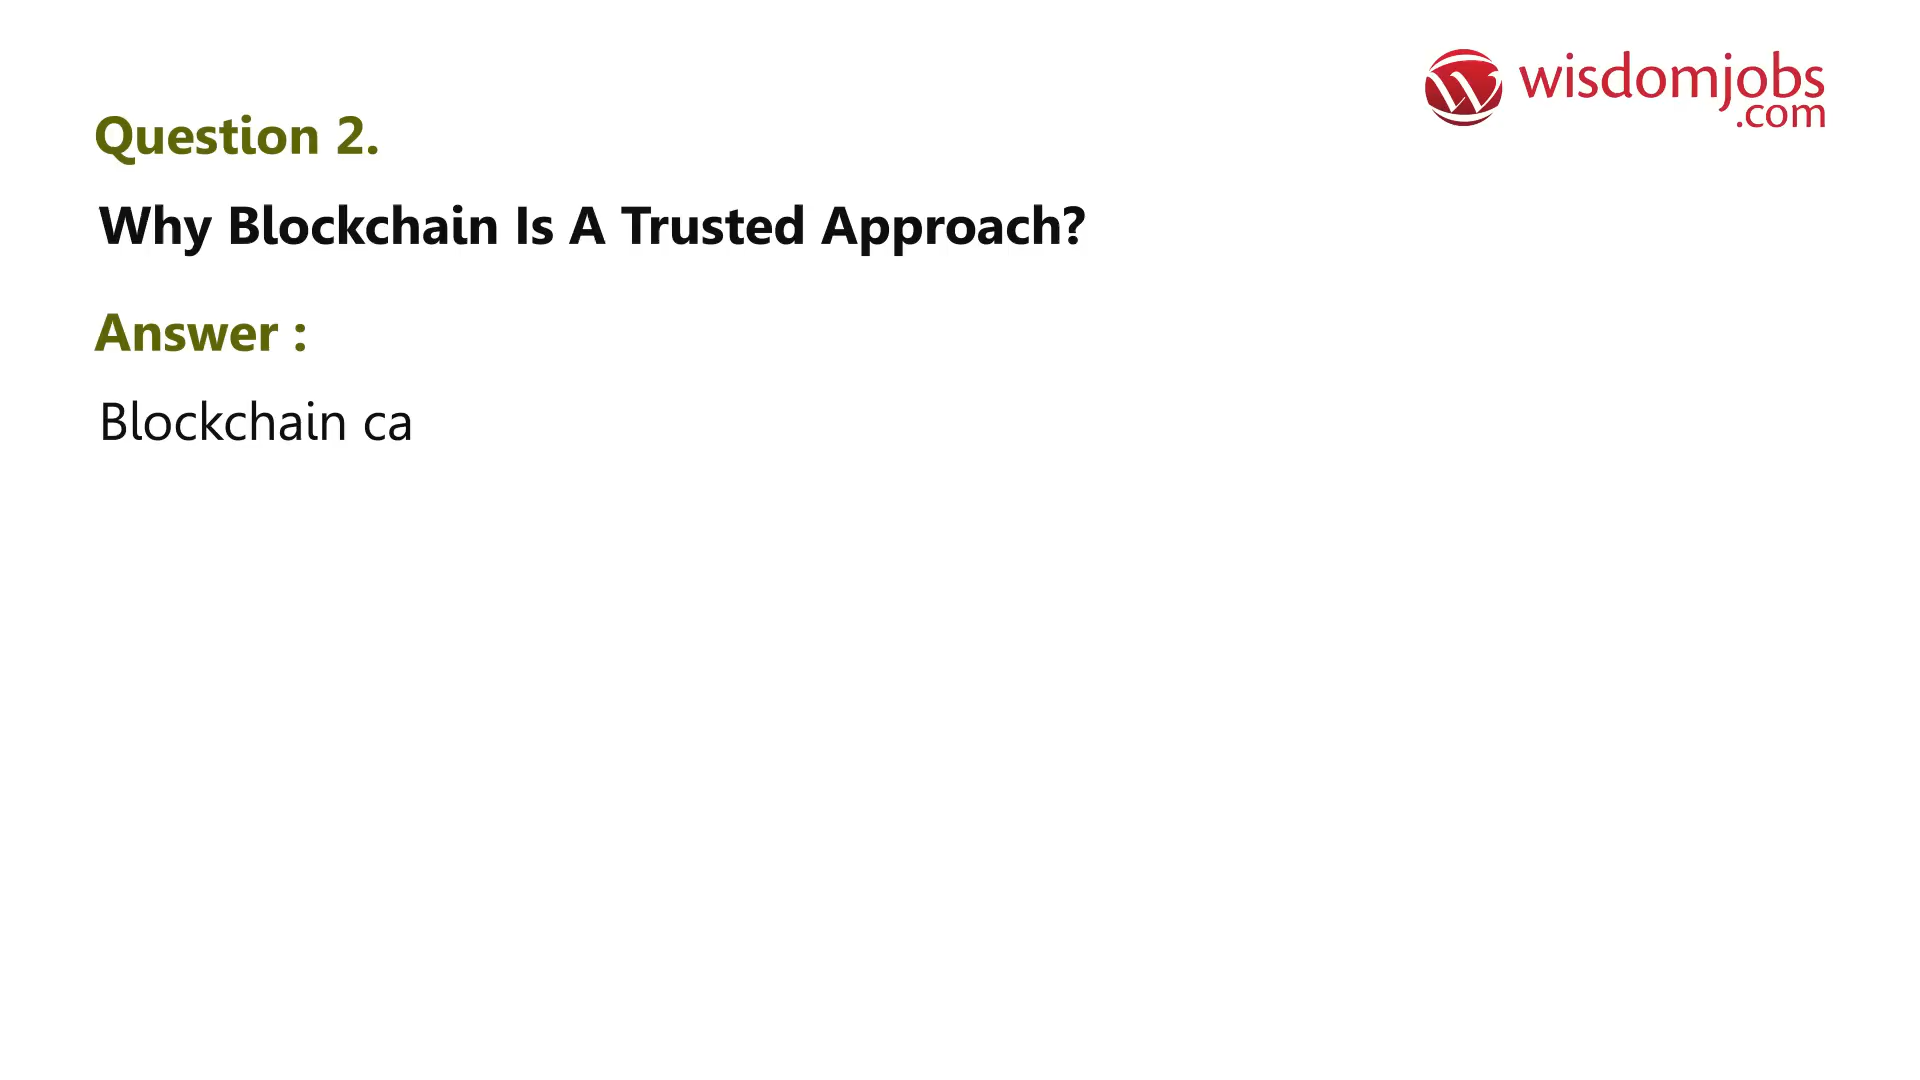 wisdomjobs
.com
Question 2.
Why Blockchain Is A Trusted Approach?
Answer :
Blockchain ca